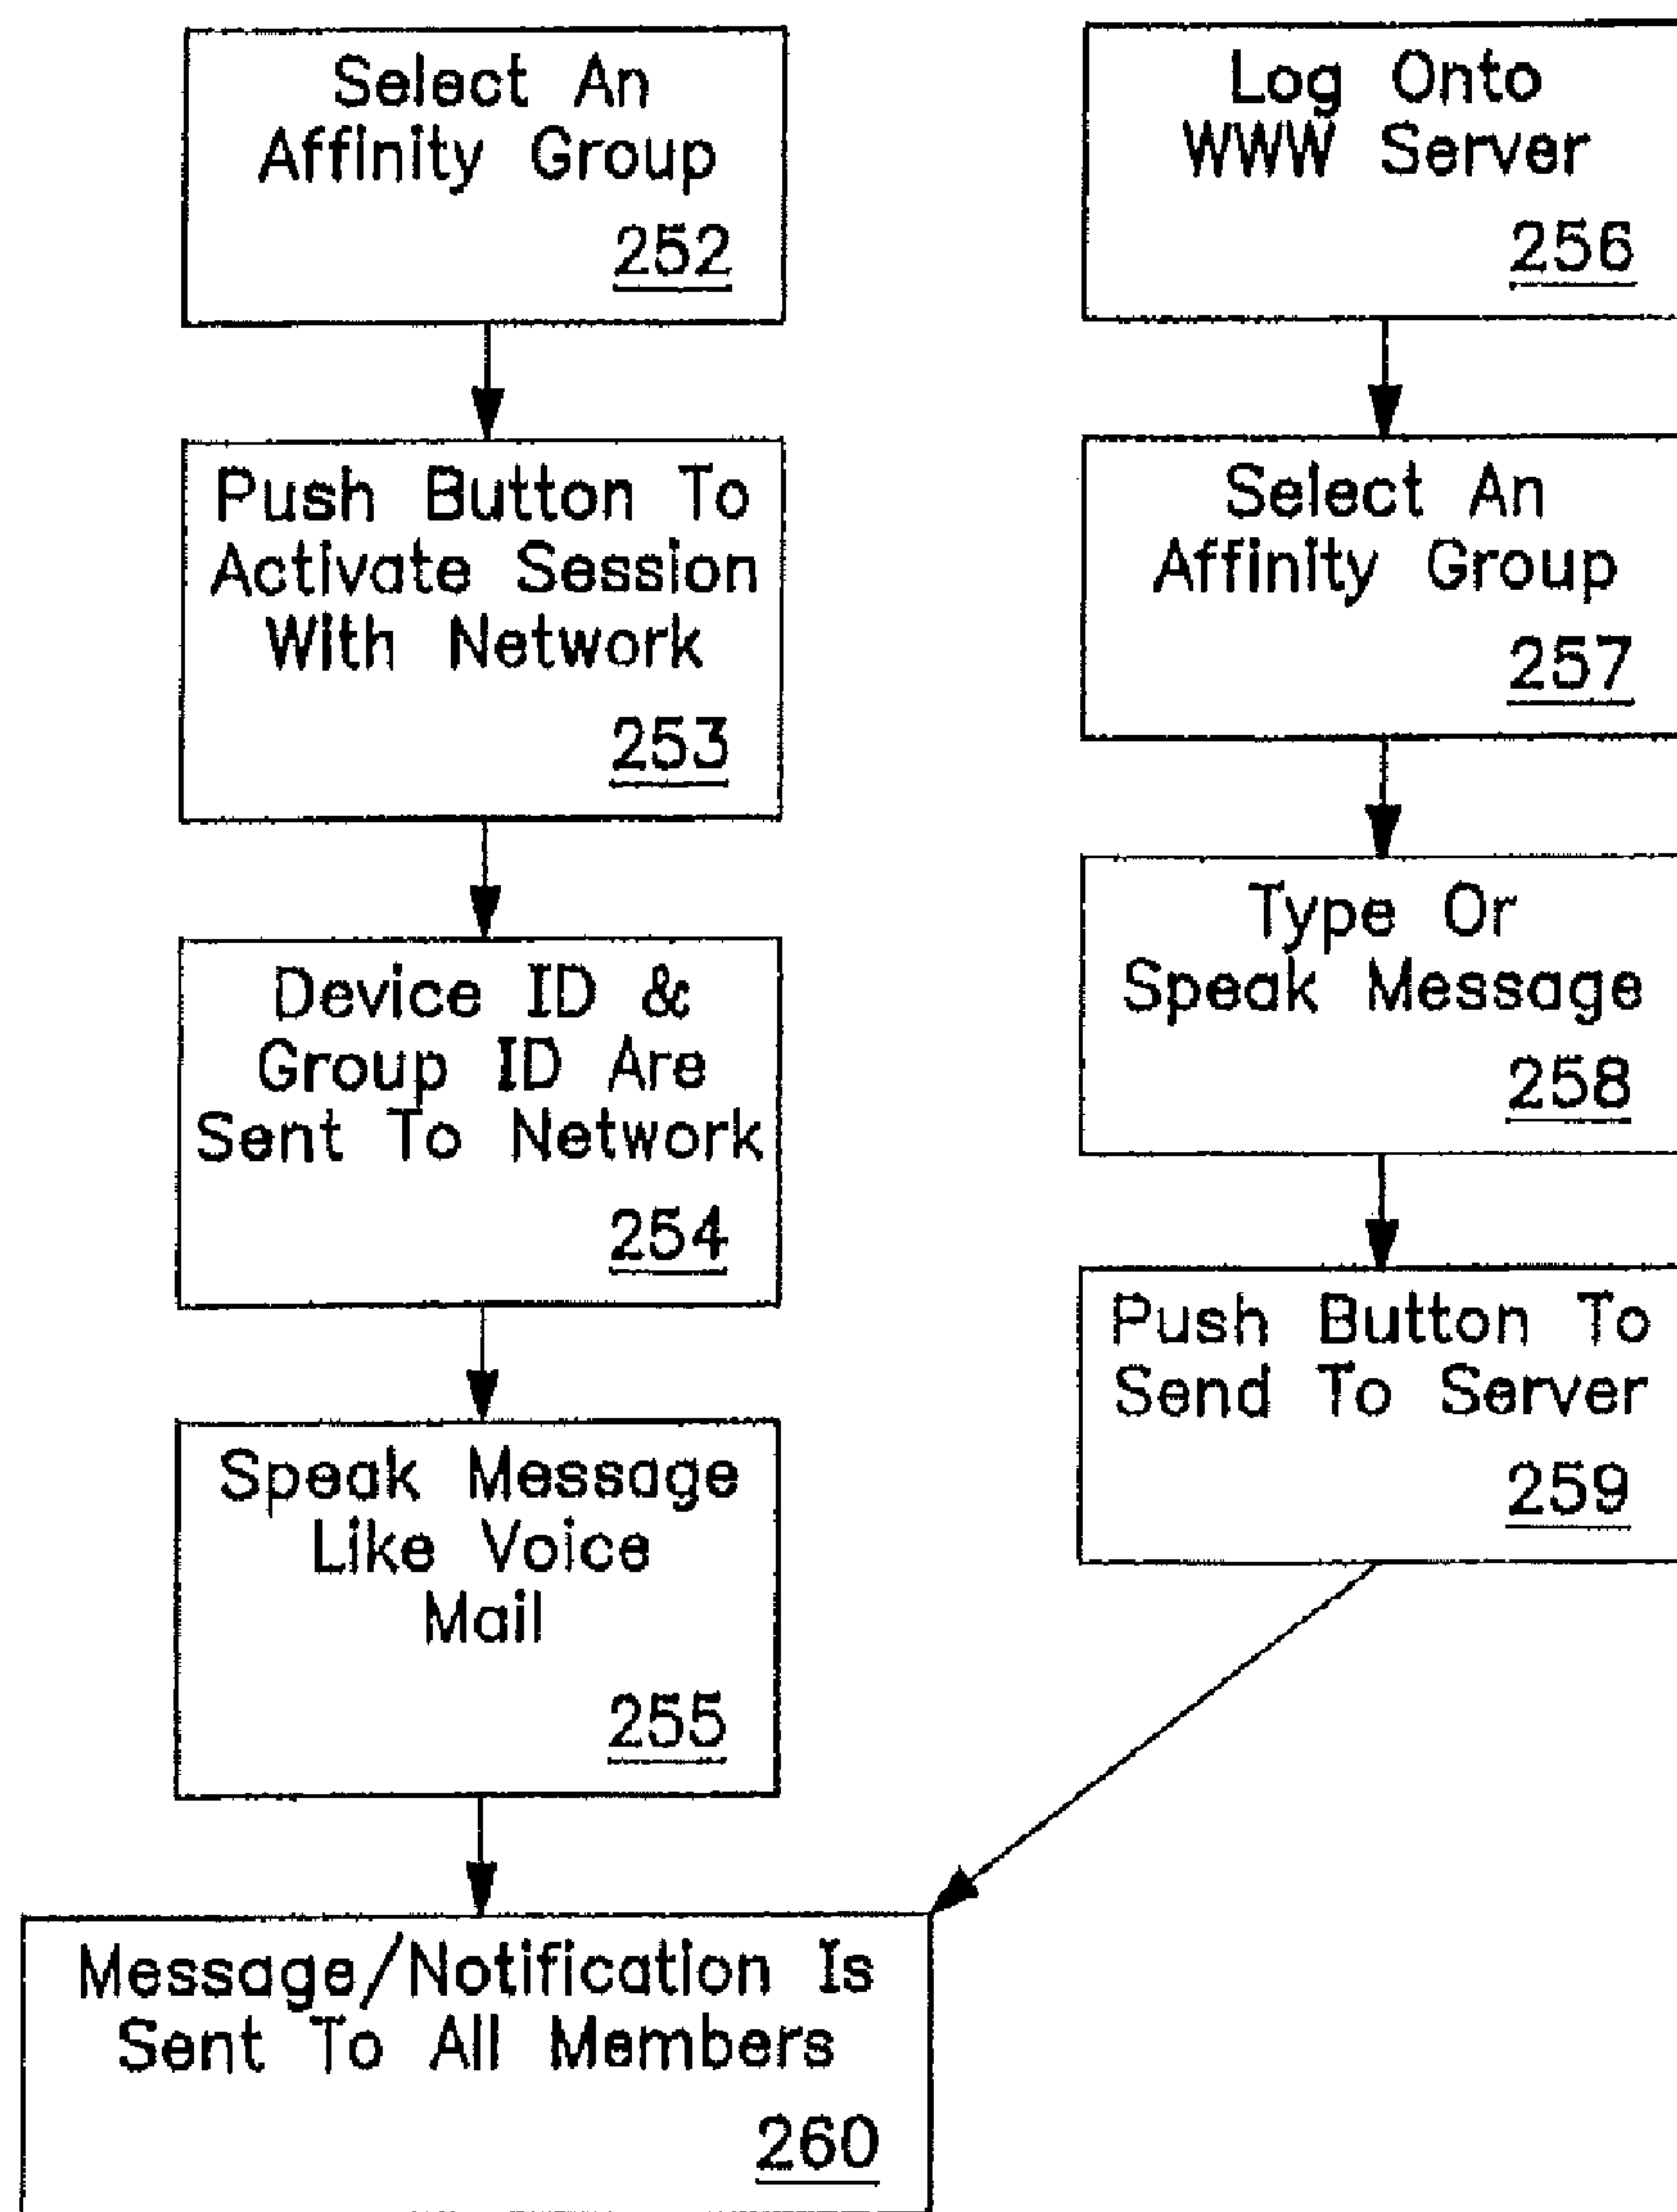 Select An
Affinity Group
252
Push Button To
Activate Session
With Network
253
Device ID &
Group ID Are
Sent To Network
254
Speak Message
Like Voice
Mail
255
Log Onto
WWW Server
256
Select An
Affinity Group
257
Type Or
Speak Message
258
Push Button To
Send To Server
259
Message/Notification Is
Sent To All Members
260